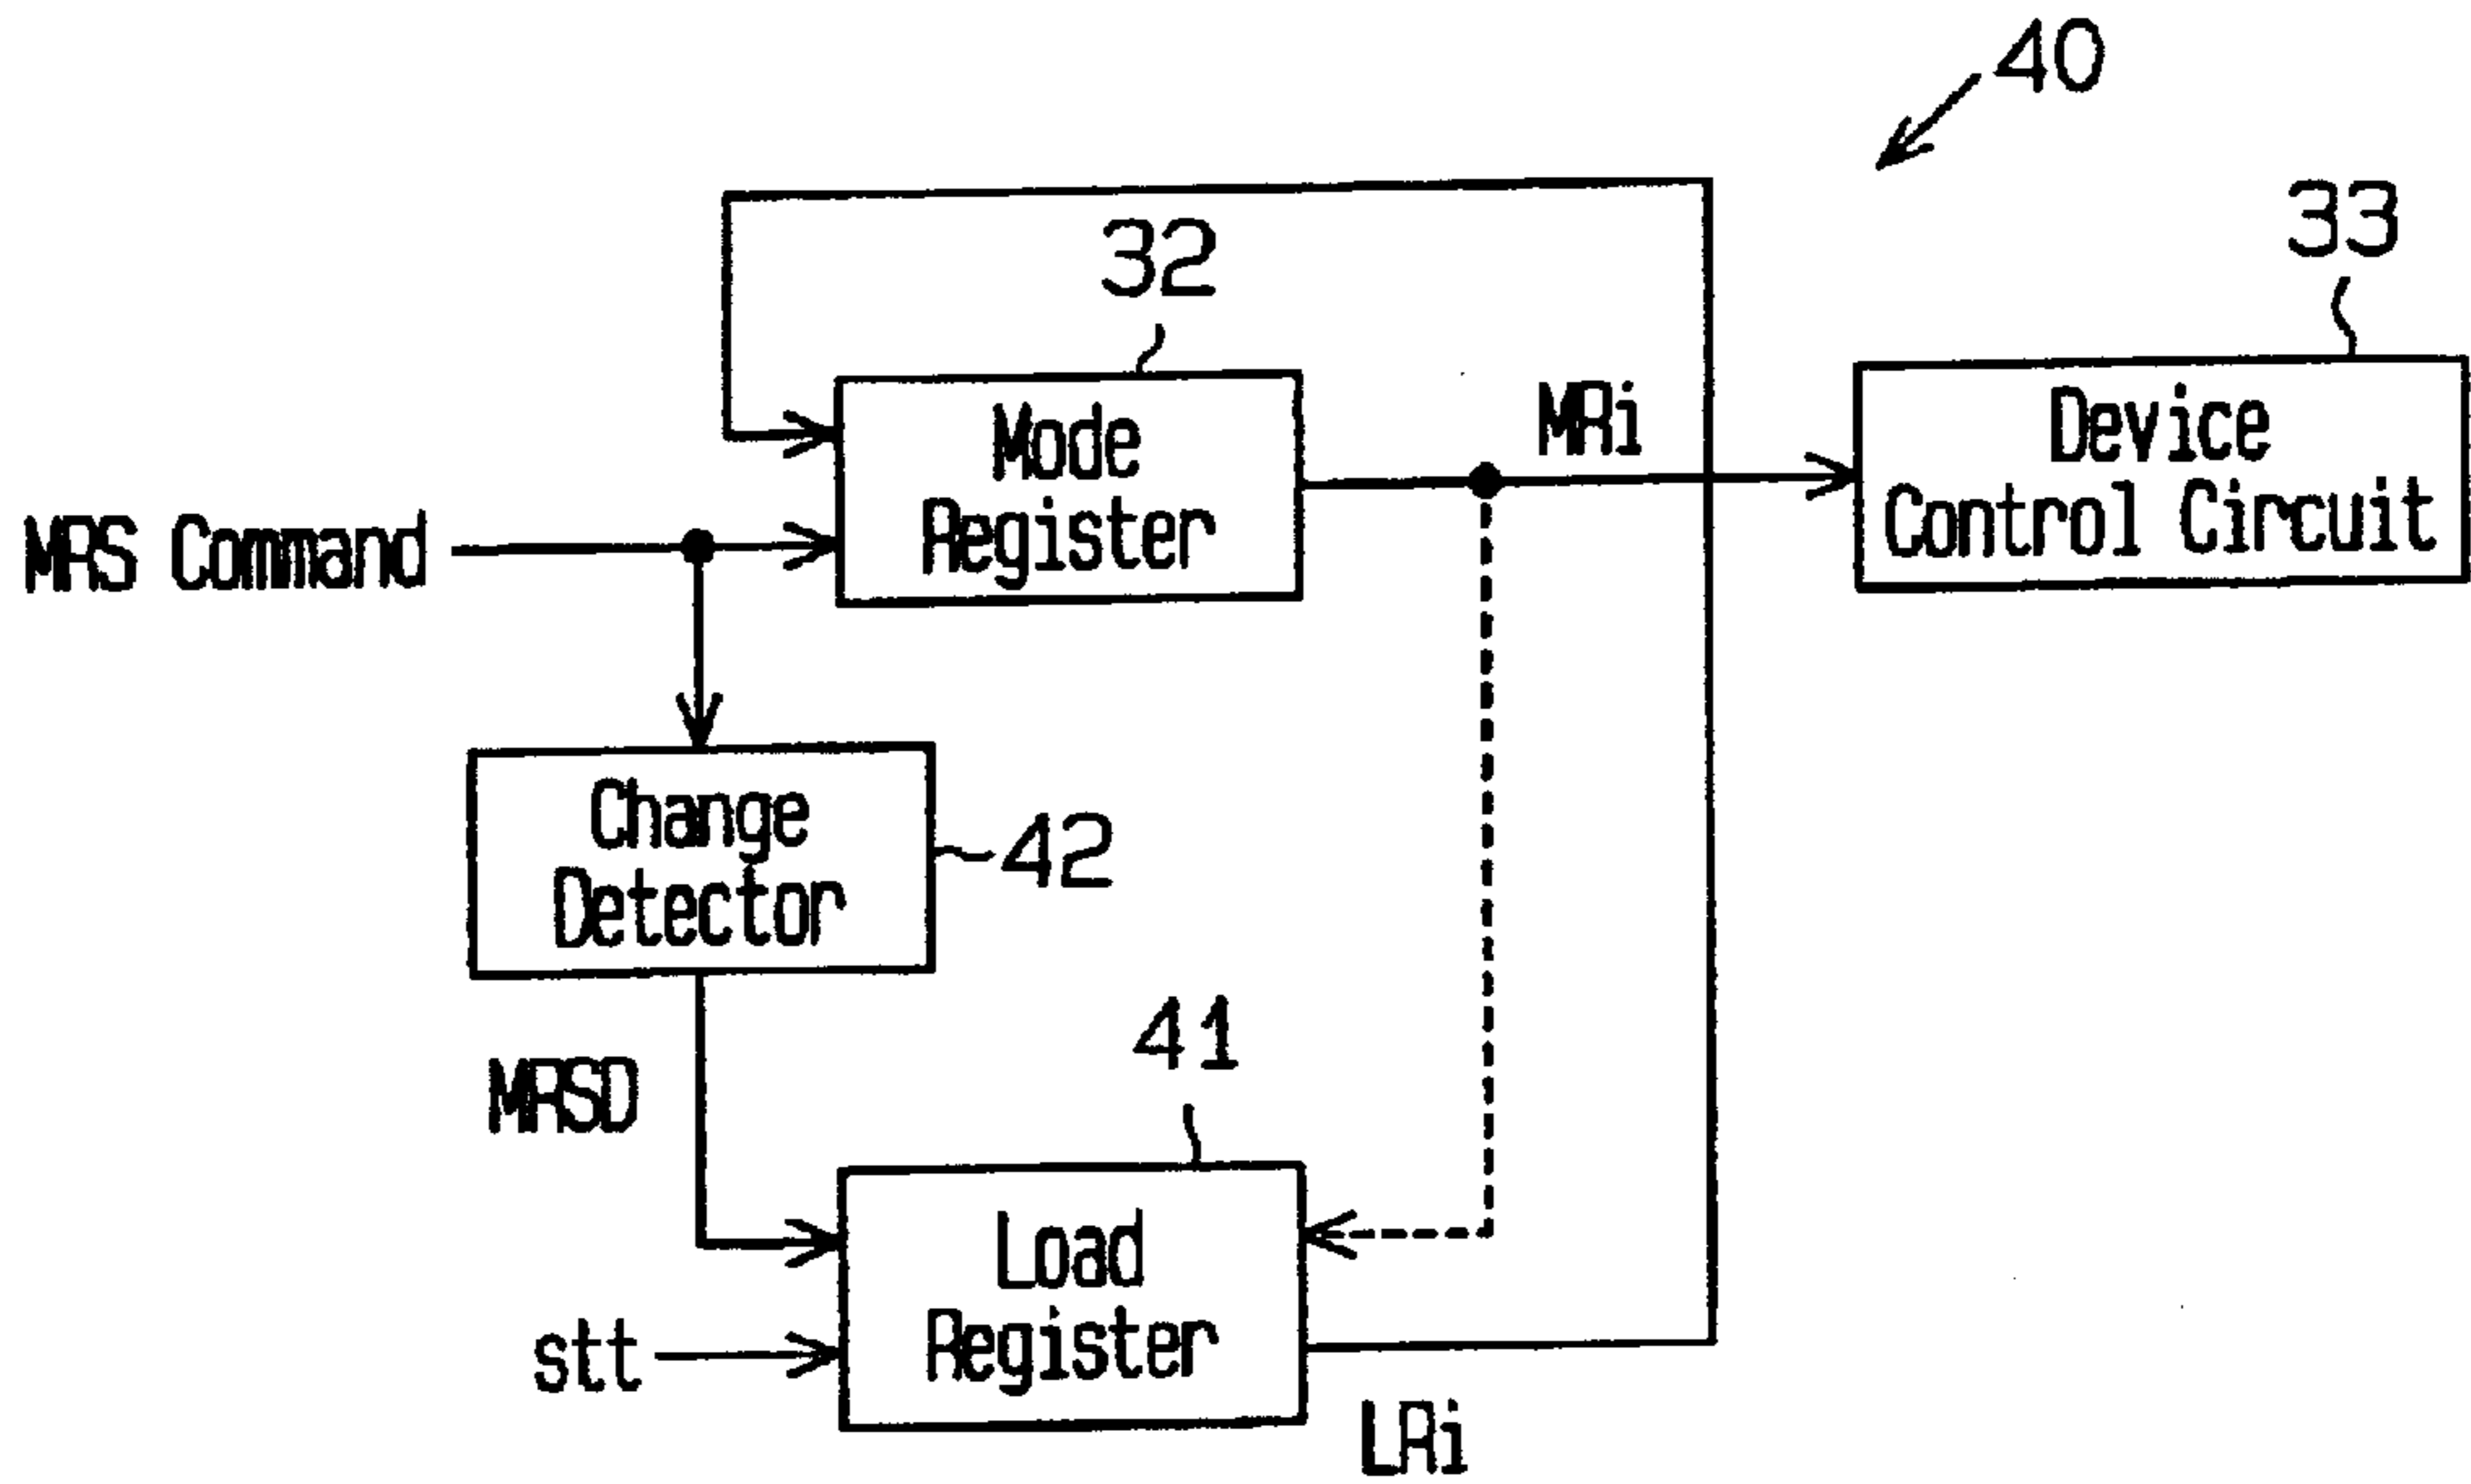 40
33
32
Mode
Register
MRi
Device
Control Circuit
MRS Command
Change
Detector
42
MRSD
41
Load
Register
stt
LRi